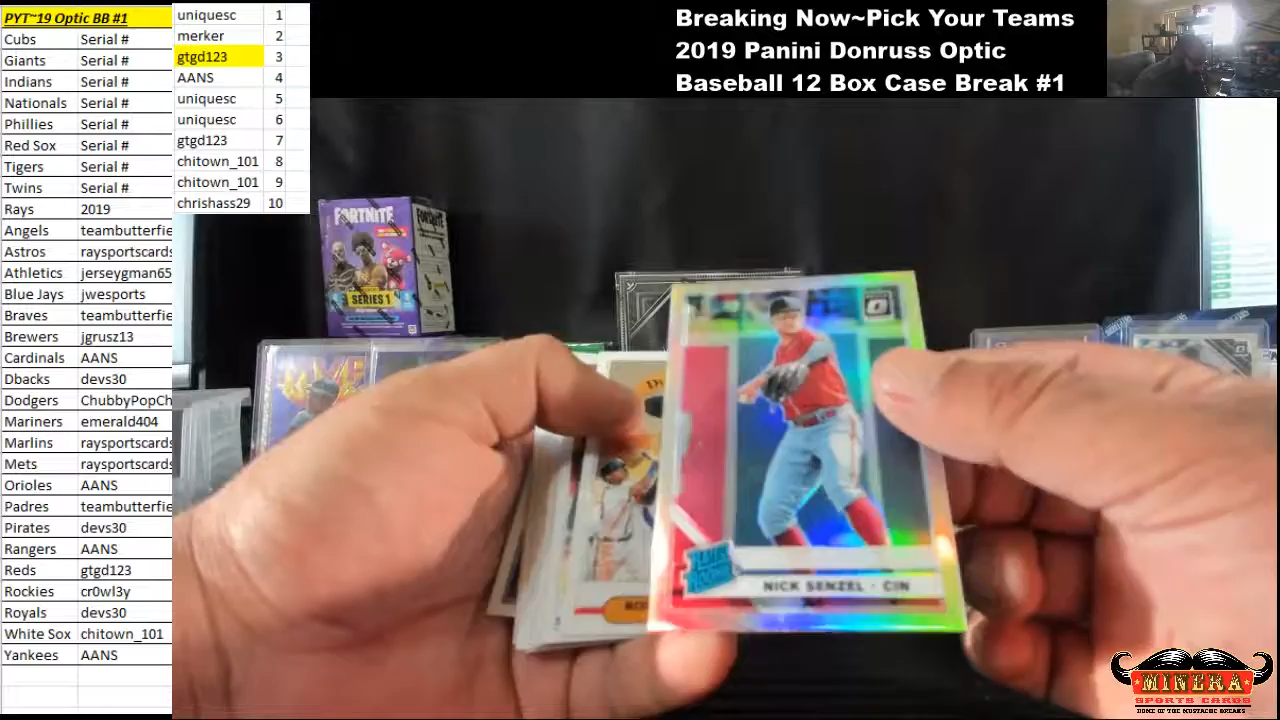 PYT~19 Optic BB #1
Cubs Serial #
Giants Serial #
Indians Serial #
Nationals Serial #
Phillies Serial #
Red Sox Serial #
Tigers Serial #
Twins Serial #
Rays 2019
Angels teambutterfie
Astros raysportscards
Athletics jerseygman65
Blue Jays jwesports
Braves teambutterfie
Brewers jgrusz13
Cardinals AANS
Dbacks devs30
Dodgers ChubbyPopCh
Mariners emerald404
Marlins raysportscards
Mets raysportscards
Orioles AANS
Padres teambutterfie
Pirates devs30
Rangers AANS
Reds gtgd123
Rockies cr0wl3y
Royals devs30
White Sox chitown_101
Yankees AANS
uniquesc 1
merker 2
gtgd123 3
AANS 4
uniquesc 5
uniquesc 6
gtgd123 7
chitown_101 8
chitown_101 9
chrishass29 10
Breaking Now~Pick Your Teams
2019 Panini Donruss Optic
Baseball 12 Box Case Break #1
FORTNITE
SERIES 1
NICK SENZEL · CIN
MINERA
SPORTS CARDS
HOME OF THE MUSTACHE BREAKS